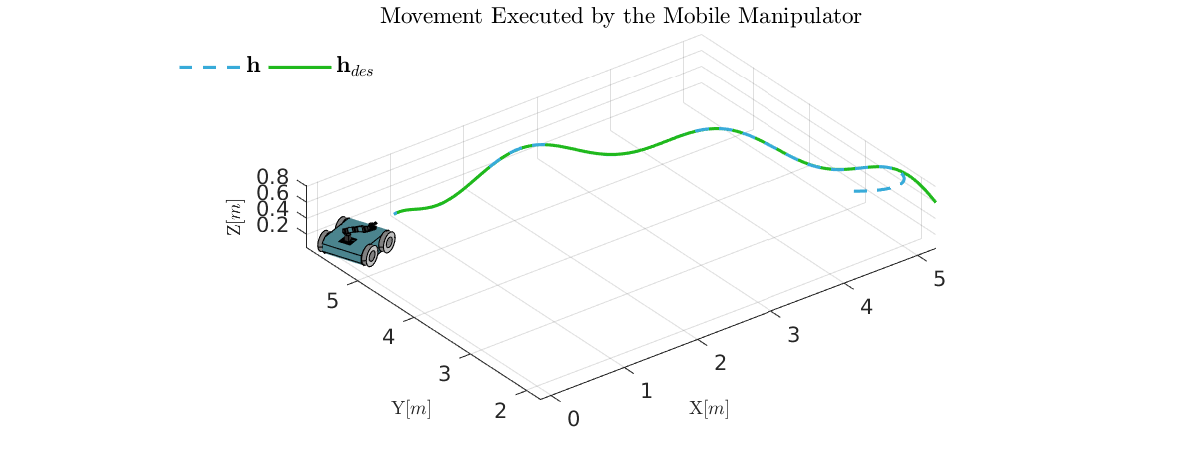 Movement Executed by the Mobile Manipulator
h h_des
0.8
0.6
0.4
0.2
Z[m]
5
4
3
2
Y[m]
0
1
2
3
4
5
X[m]